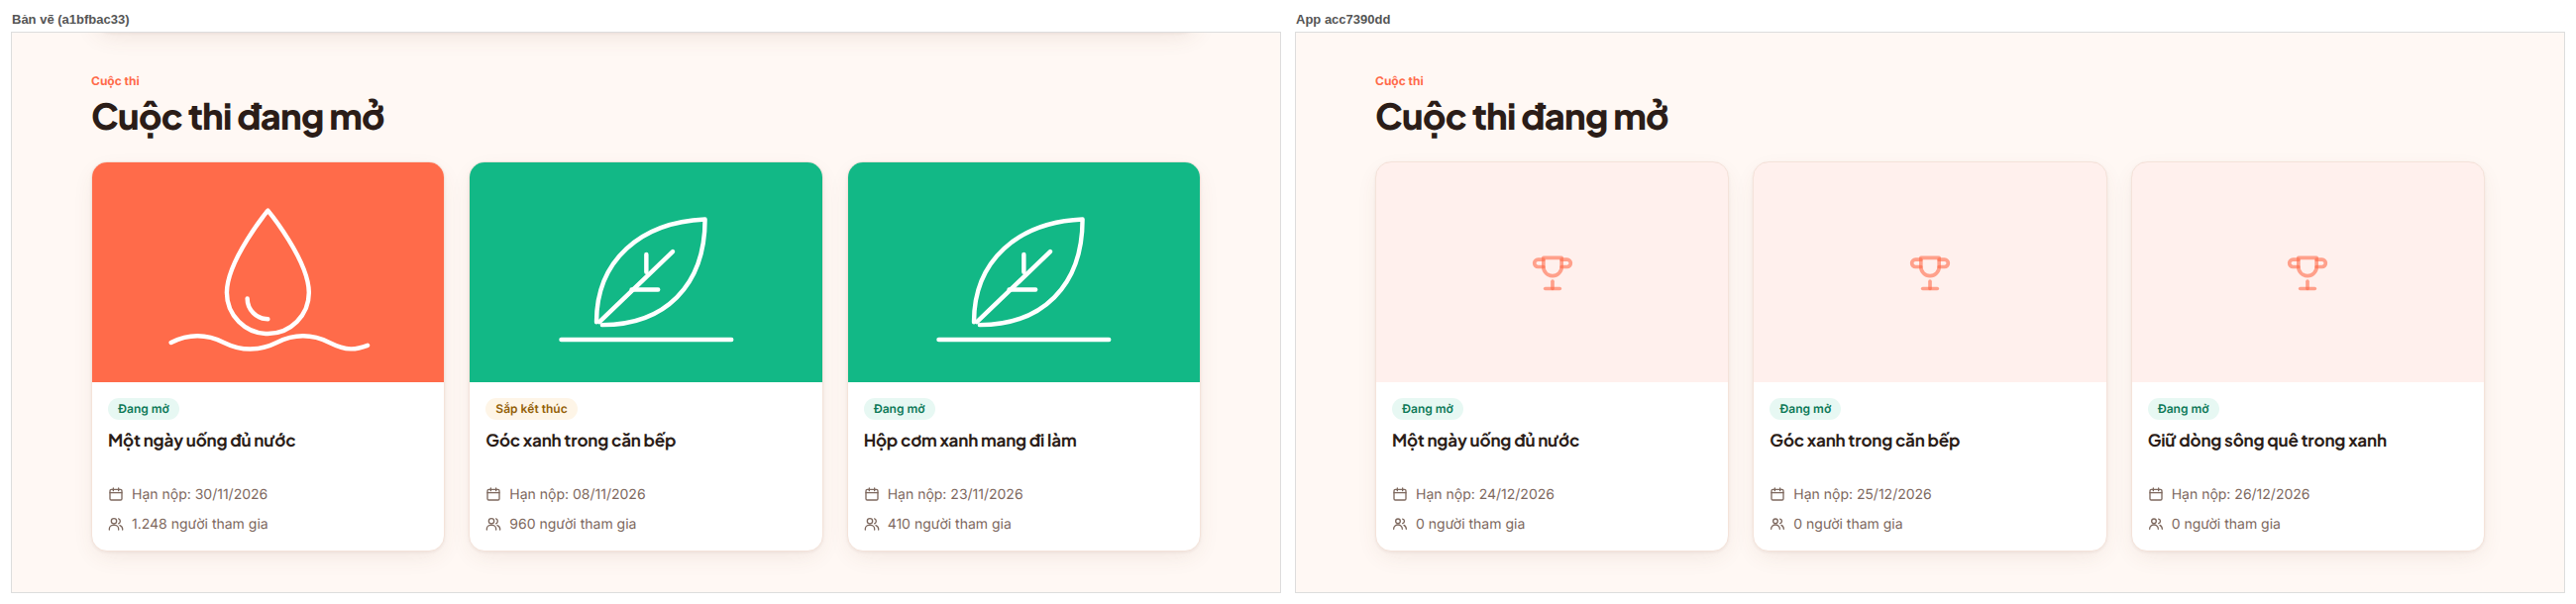 Bản vẽ (a1bfbac33)
Cuộc thi
Cuộc thi đang mở
Đang mở
Một ngày uống đủ nước
Hạn nộp: 30/11/2026
1.248 người tham gia
Sắp kết thúc
Góc xanh trong căn bếp
Hạn nộp: 08/11/2026
960 người tham gia
Đang mở
Hộp cơm xanh mang đi làm
Hạn nộp: 23/11/2026
410 người tham gia
App acc7390dd
Cuộc thi
Cuộc thi đang mở
Đang mở
Một ngày uống đủ nước
Hạn nộp: 24/12/2026
0 người tham gia
Đang mở
Góc xanh trong căn bếp
Hạn nộp: 25/12/2026
0 người tham gia
Đang mở
Giữ dòng sông quê trong xanh
Hạn nộp: 26/12/2026
0 người tham gia